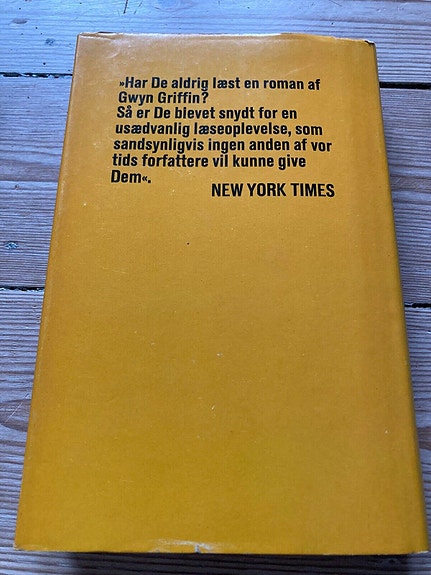 »Har De aldrig læst en roman af
Gwyn Griffin?
Så er De blevet snydt for en
usædvanlig læseoplevelse, som
sandsynligvis ingen anden af vor
tids forfattere vil kunne give
Dem«.
NEW YORK TIMES